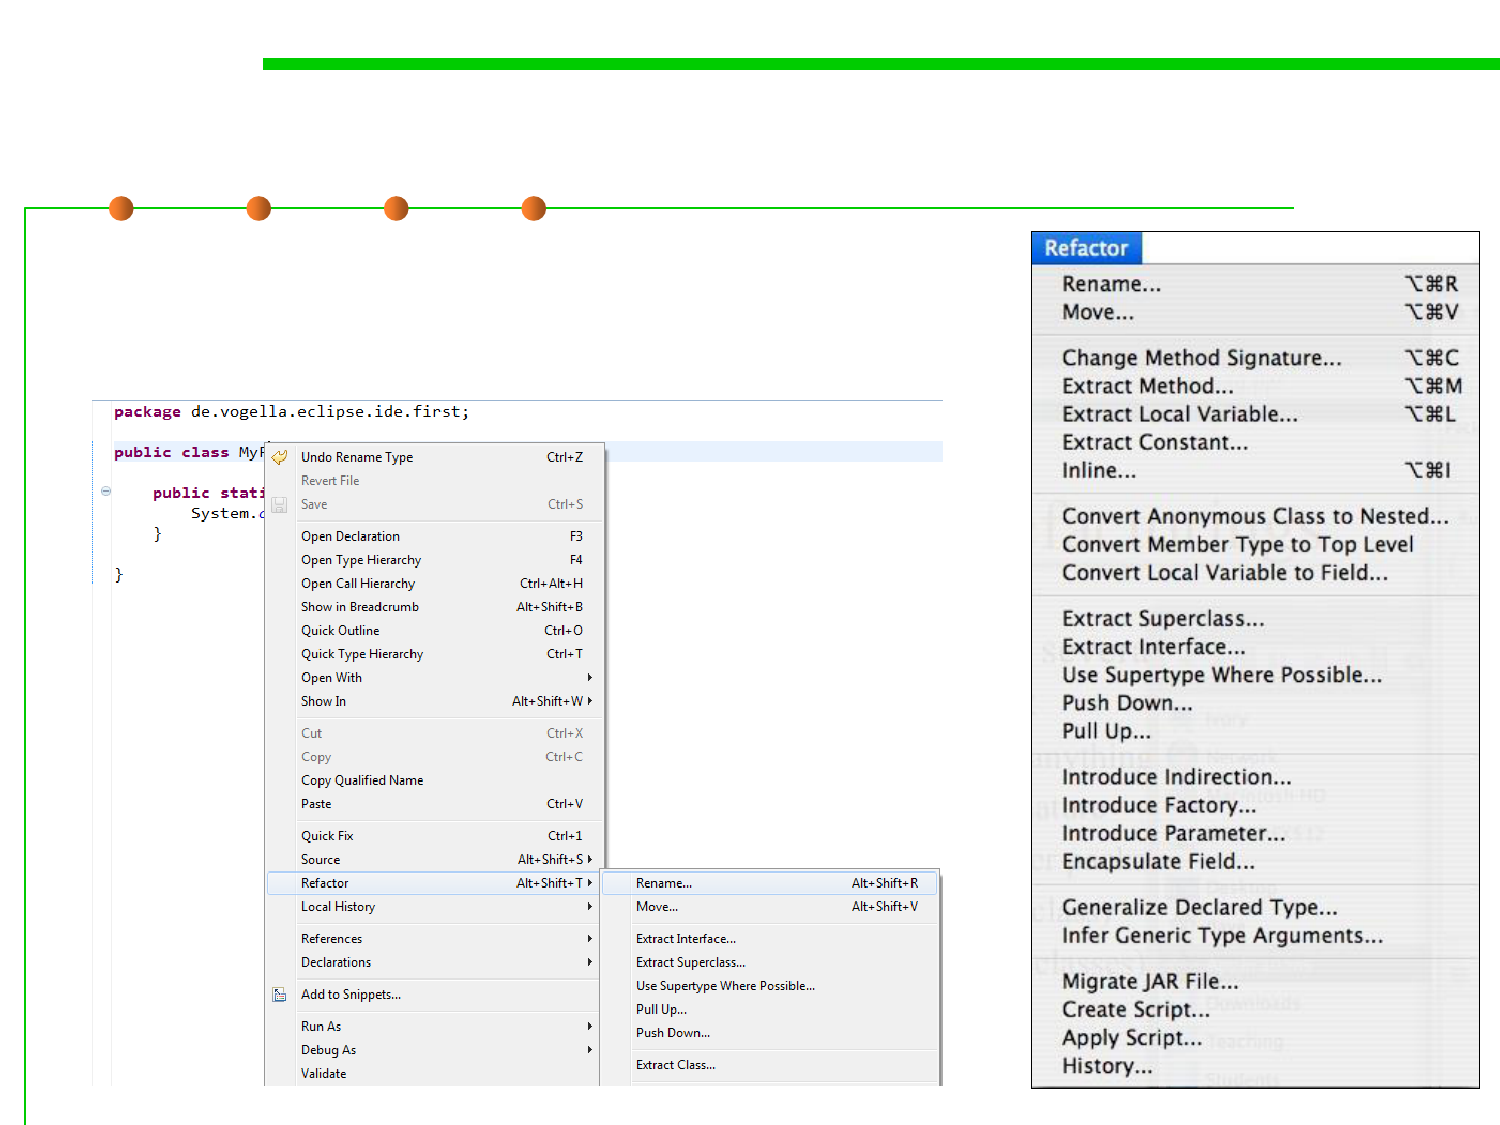 package de.vogella.eclipse.ide.first;
public class MyF
public stati
System.
}
}
Undo Rename Type Ctrl+Z
Revert File
Save Ctrl+S
Open Declaration F3
Open Type Hierarchy F4
Open Call Hierarchy Ctrl+Alt+H
Show in Breadcrumb Alt+Shift+B
Quick Outline Ctrl+O
Quick Type Hierarchy Ctrl+T
Open With
Show In Alt+Shift+W
Cut Ctrl+X
Copy Ctrl+C
Copy Qualified Name
Paste Ctrl+V
Quick Fix Ctrl+1
Source Alt+Shift+S
Refactor Alt+Shift+T
Local History
References
Declarations
Add to Snippets...
Run As
Debug As
Validate
Rename... Alt+Shift+R
Move... Alt+Shift+V
Extract Interface...
Extract Superclass...
Use Supertype Where Possible...
Pull Up...
Push Down...
Extract Class...
Refactor
Rename... ⌥⌘R
Move... ⌥⌘V
Change Method Signature... ⌥⌘C
Extract Method... ⌥⌘M
Extract Local Variable... ⌥⌘L
Extract Constant...
Inline... ⌥⌘I
Convert Anonymous Class to Nested...
Convert Member Type to Top Level
Convert Local Variable to Field...
Extract Superclass...
Extract Interface...
Use Supertype Where Possible...
Push Down...
Pull Up...
Introduce Indirection...
Introduce Factory...
Introduce Parameter...
Encapsulate Field...
Generalize Declared Type...
Infer Generic Type Arguments...
Migrate JAR File...
Create Script...
Apply Script...
History...